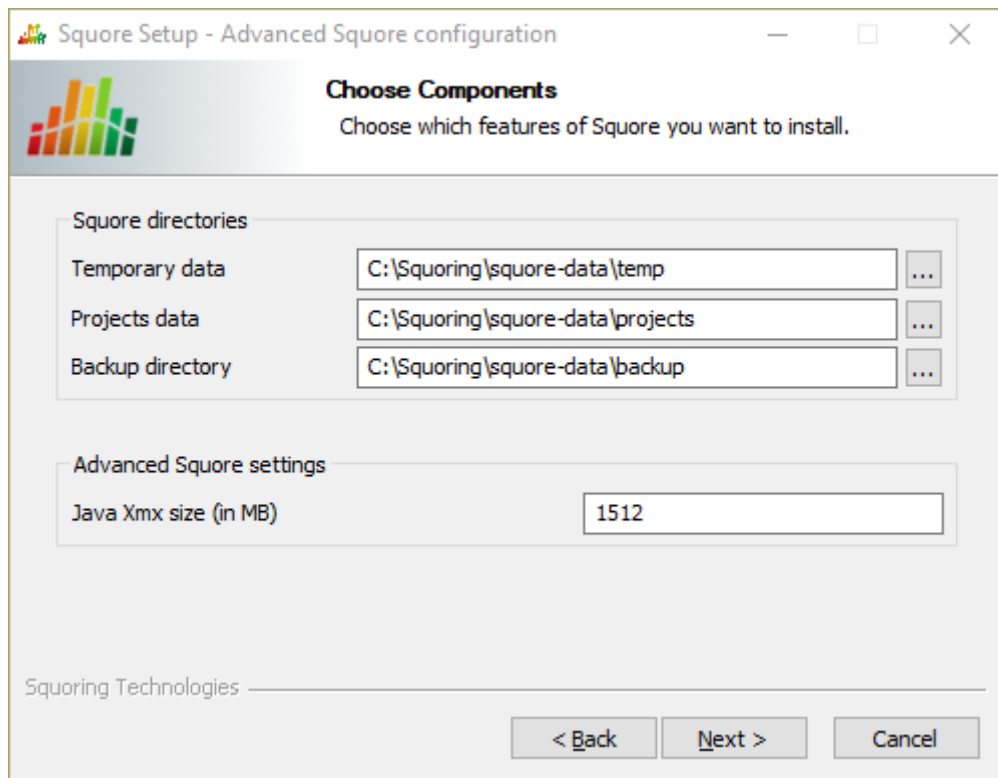 Squore Setup - Advanced Squore configuration
Choose Components
Choose which features of Squore you want to install.
Squore directories
Temporary data C:\Squoring\squore-data\temp ...
Projects data C:\Squoring\squore-data\projects ...
Backup directory C:\Squoring\squore-data\backup ...
Advanced Squore settings
Java Xmx size (in MB) 1512
Squoring Technologies
< Back Next > Cancel